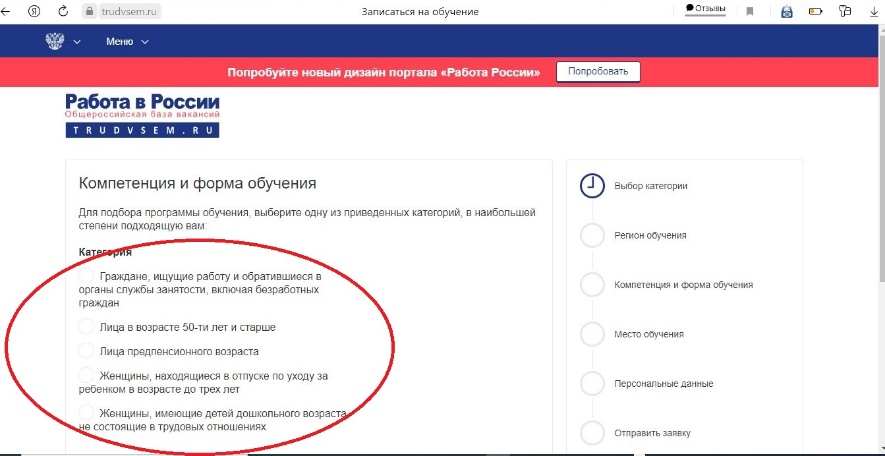 trudvsem.ru
Записаться на обучение
Отзывы
Меню
Попробуйте новый дизайн портала «Работа России»
Попробовать
Работа в России
Общероссийская база вакансий
TRUDVSEM.RU
Компетенция и форма обучения
Для подбора программы обучения, выберите одну из приведенных категорий, в наибольшей
степени подходящую вам:
Категория
Граждане, ищущие работу и обратившиеся в
органы службы занятости, включая безработных
граждан
Лица в возрасте 50-ти лет и старше
Лица предпенсионного возраста
Женщины, находящиеся в отпуске по уходу за
ребенком в возрасте до трех лет
Женщины, имеющие детей дошкольного возраста
не состоящие в трудовых отношениях
Выбор категории
Регион обучения
Компетенция и форма обучения
Место обучения
Персональные данные
Отправить заявку